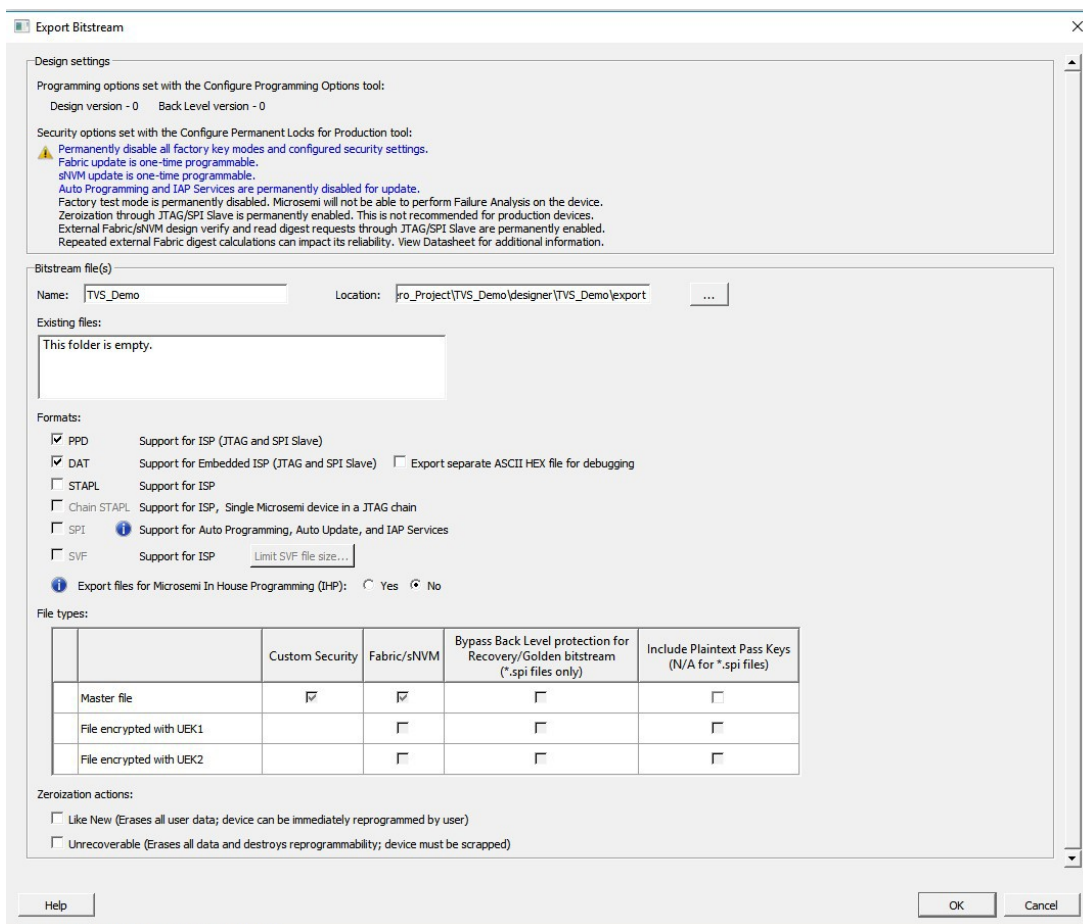 Export Bitstream
Design settings
Programming options set with the Configure Programming Options tool:
Design version - 0 Back Level version - 0
Security options set with the Configure Permanent Locks for Production tool:
Permanently disable all factory key modes and configured security settings.
Fabric update is one-time programmable.
sNVM update is one-time programmable.
Auto Programming and IAP Services are permanently disabled for update.
Factory test mode is permanently disabled. Microsemi will not be able to perform Failure Analysis on the device.
Zeroization through JTAG/SPI Slave is permanently enabled. This is not recommended for production devices.
External Fabric/sNVM design verify and read digest requests through JTAG/SPI Slave are permanently enabled.
Repeated external Fabric digest calculations can impact its reliability. View Datasheet for additional information.
Bitstream file(s)
Name: TVS_Demo Location: ero_Project\TVS_Demo\designer\TVS_Demo\export ...
Existing files:
This folder is empty.
Formats:
PPD Support for ISP (JTAG and SPI Slave)
DAT Support for Embedded ISP (JTAG and SPI Slave) Export separate ASCII HEX file for debugging
STAPL Support for ISP
Chain STAPL Support for ISP, Single Microsemi device in a JTAG chain
SPI Support for Auto Programming, Auto Update, and IAP Services
SVF Support for ISP Limit SVF file size...
Export files for Microsemi In House Programming (IHP): Yes No
File types:
Custom Security Fabric/sNVM Bypass Back Level protection for Recovery/Golden bitstream (*.spi files only) Include Plaintext Pass Keys (N/A for *.spi files)
Master file
File encrypted with UEK1
File encrypted with UEK2
Zeroization actions:
Like New (Erases all user data; device can be immediately reprogrammed by user)
Unrecoverable (Erases all data and destroys reprogrammability; device must be scrapped)
Help OK Cancel